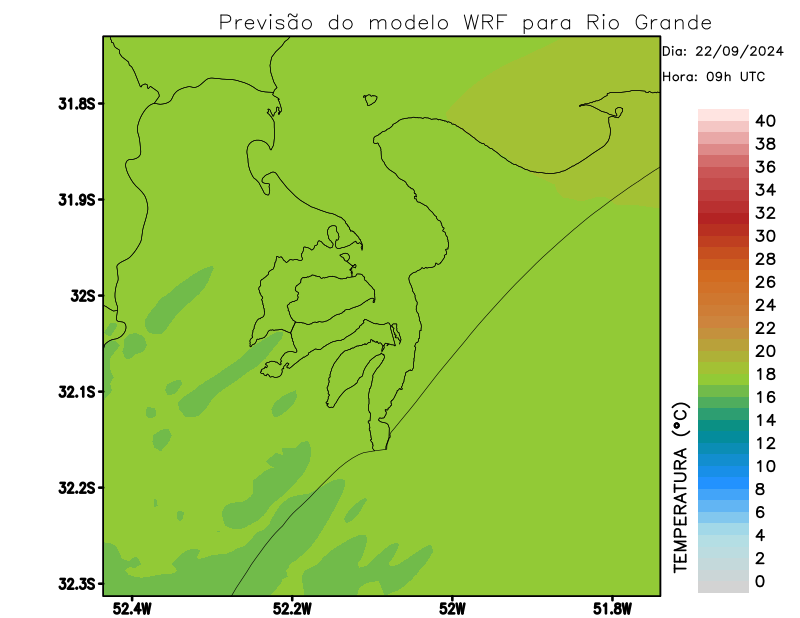 Previsão do modelo WRF para Rio Grande
Dia: 22/09/2024
Hora: 09h UTC
31.8S
31.9S
32S
32.1S
32.2S
32.3S
52.4W
52.2W
52W
51.8W
TEMPERATURA (°C)
40
38
36
34
32
30
28
26
24
22
20
18
16
14
12
10
8
6
4
2
0